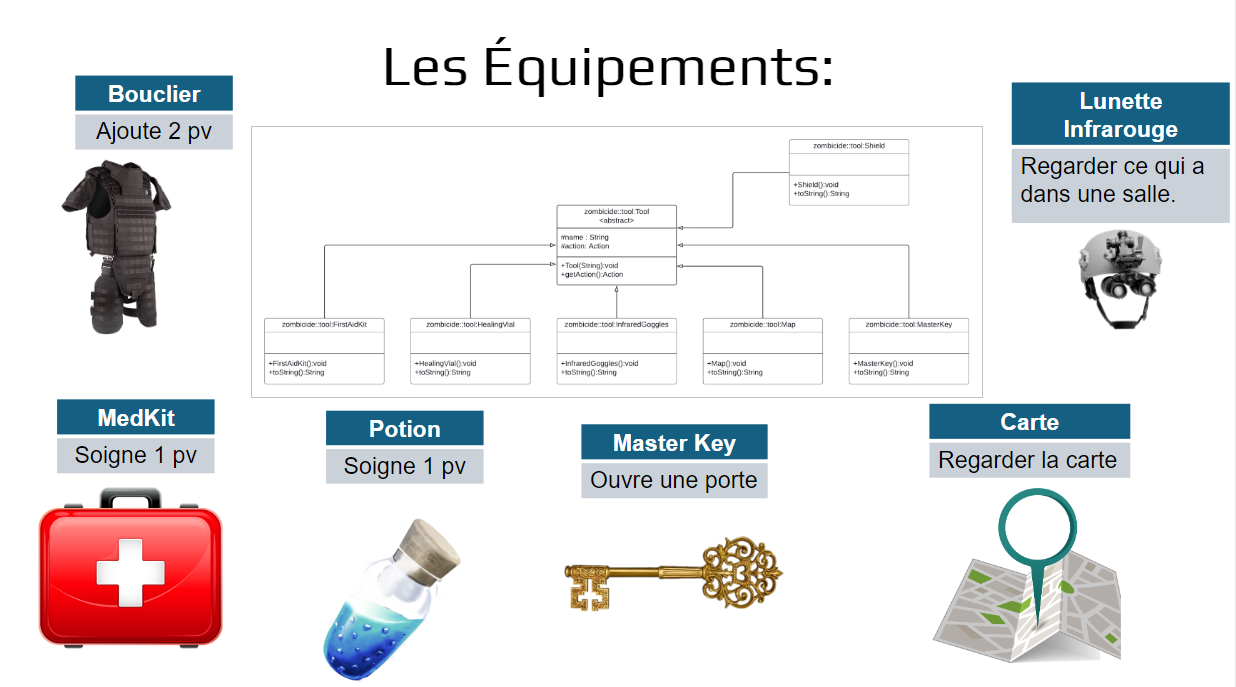 Les Équipements:
Bouclier
Ajoute 2 pv
Lunette
Infrarouge
Regarder ce qui a
dans une salle.
zombicide::tool:Shield
+Shield():void
+toString():String
zombicide::tool:Tool
<abstract>
#name : String
#action: Action
+Tool(String):void
+getAction():Action
zombicide::tool:FirstAidKit
+FirstAidKit():void
+toString():String
zombicide::tool:HealingVial
+HealingVial():void
+toString():String
zombicide::tool:InfraredGoggles
+InfraredGoggles():void
+toString():String
zombicide::tool:Map
+Map():void
+toString():String
zombicide::tool:MasterKey
+MasterKey():void
+toString():String
MedKit
Soigne 1 pv
Potion
Soigne 1 pv
Master Key
Ouvre une porte
Carte
Regarder la carte